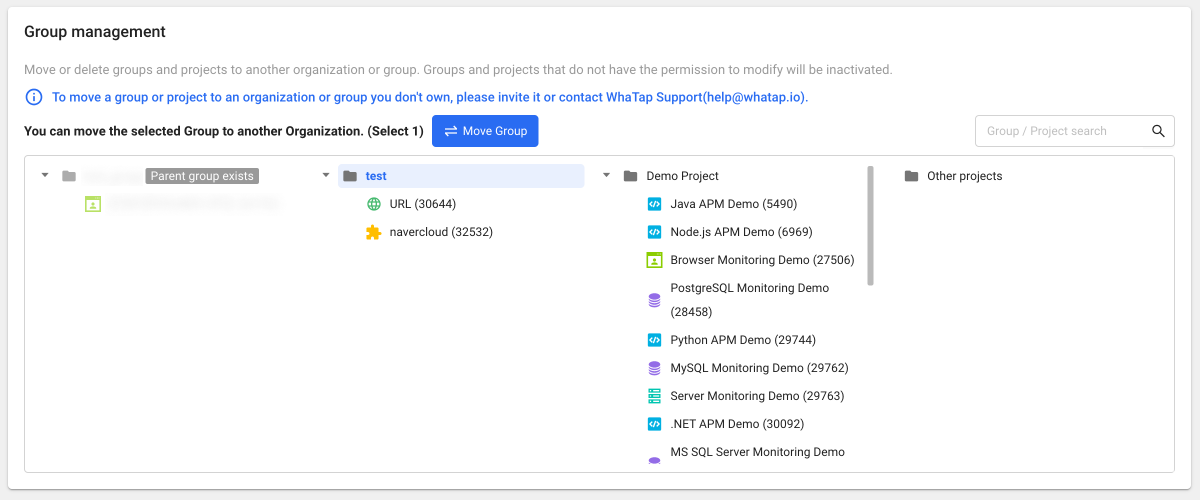 Group management
Move or delete groups and projects to another organization or group. Groups and projects that do not have the permission to modify will be inactivated.
To move a group or project to an organization or group you don't own, please invite it or contact WhaTap Support(help@whatap.io).
You can move the selected Group to another Organization. (Select 1)
Move Group
Group / Project search
Parent group exists
test
URL (30644)
navercloud (32532)
Demo Project
Java APM Demo (5490)
Node.js APM Demo (6969)
Browser Monitoring Demo (27506)
PostgreSQL Monitoring Demo
(28458)
Python APM Demo (29744)
MySQL Monitoring Demo (29762)
Server Monitoring Demo (29763)
.NET APM Demo (30092)
MS SQL Server Monitoring Demo
Other projects